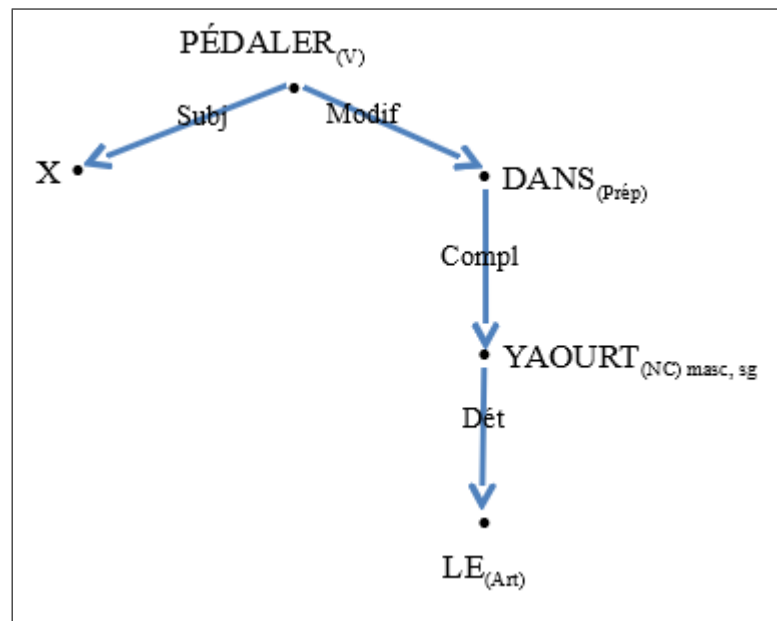 PÉDALER(V)
Subj Modif
X DANS(Prép)
Compl
YAOURT(NC) masc, sg
Dét
LE(Art)